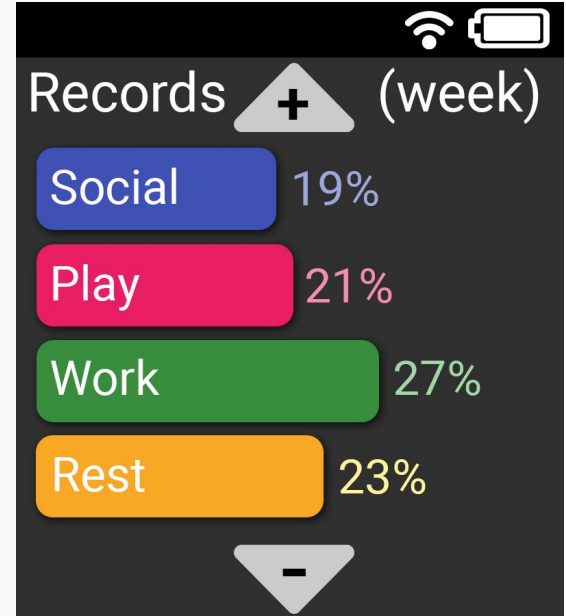 Records + (week)
Social 19%
Play 21%
Work 27%
Rest 23%
-